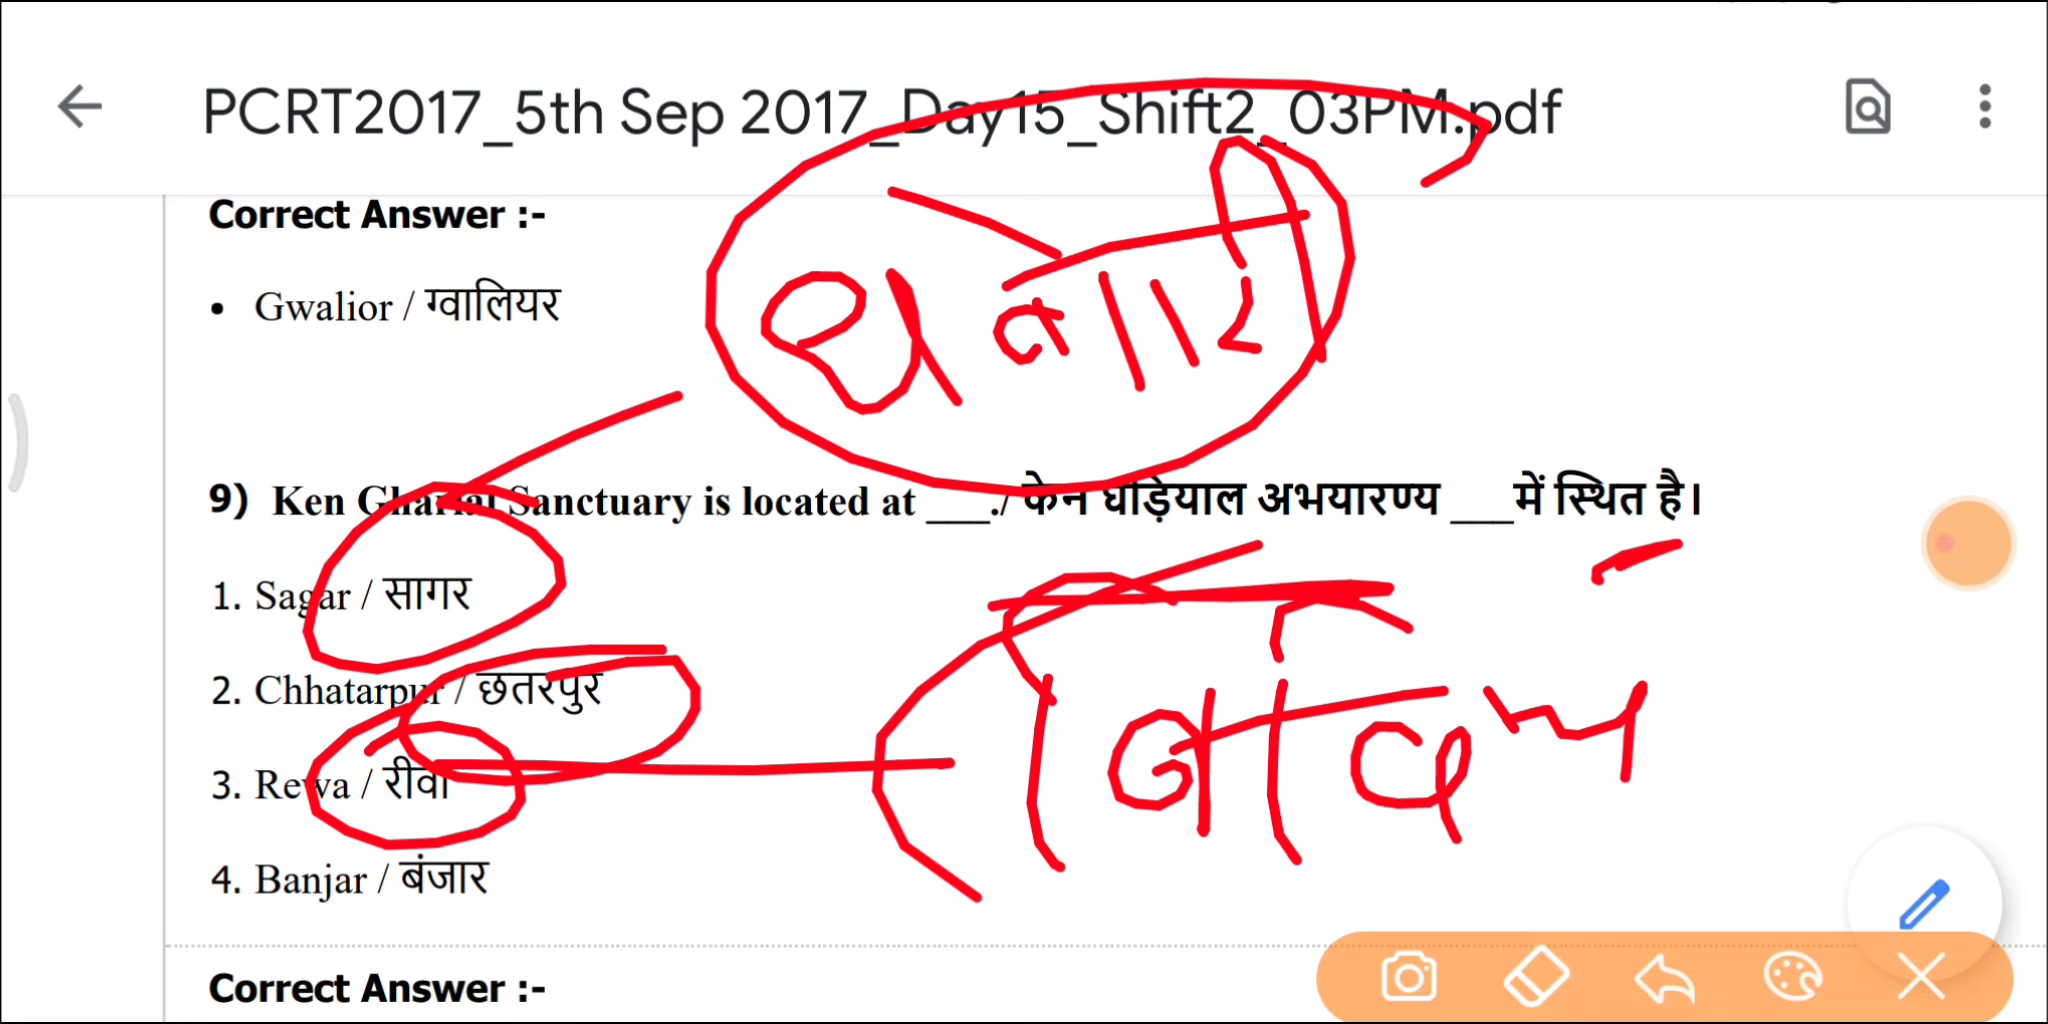 PCRT2017_5th Sep 2017_Day15_Shift2_03PM.pdf
Correct Answer :-
• Gwalior / ग्वालियर
9) Ken Gharial Sanctuary is located at ___./ केन घड़ियाल अभयारण्य ___में स्थित है।
1. Sagar / सागर
2. Chhatarpur / छतरपुर
3. Rewa / रीवा
4. Banjar / बंजार
Correct Answer :-